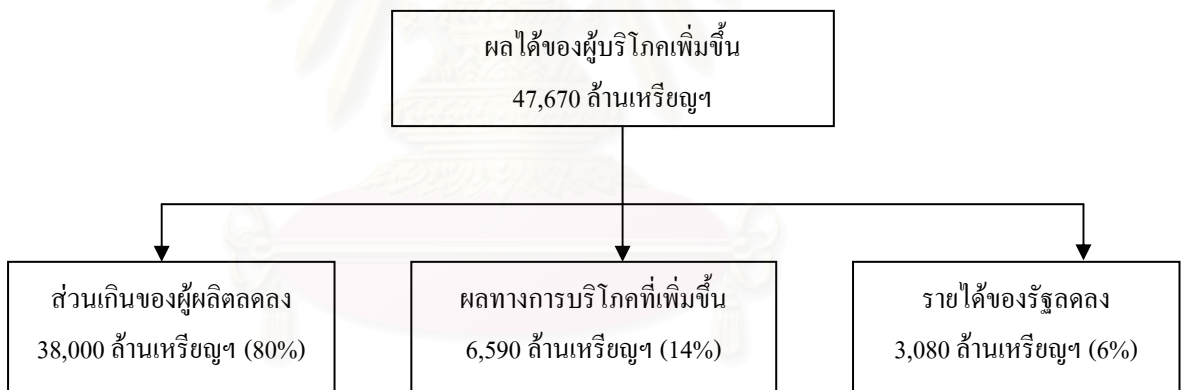 ผลได้ของผู้บริโภคเพิ่มขึ้น
47,670 ล้านเหรียญฯ
ส่วนเกินของผู้ผลิตลดลง
38,000 ล้านเหรียญฯ (80%)
ผลทางการบริโภคที่เพิ่มขึ้น
6,590 ล้านเหรียญฯ (14%)
รายได้ของรัฐลดลง
3,080 ล้านเหรียญฯ (6%)